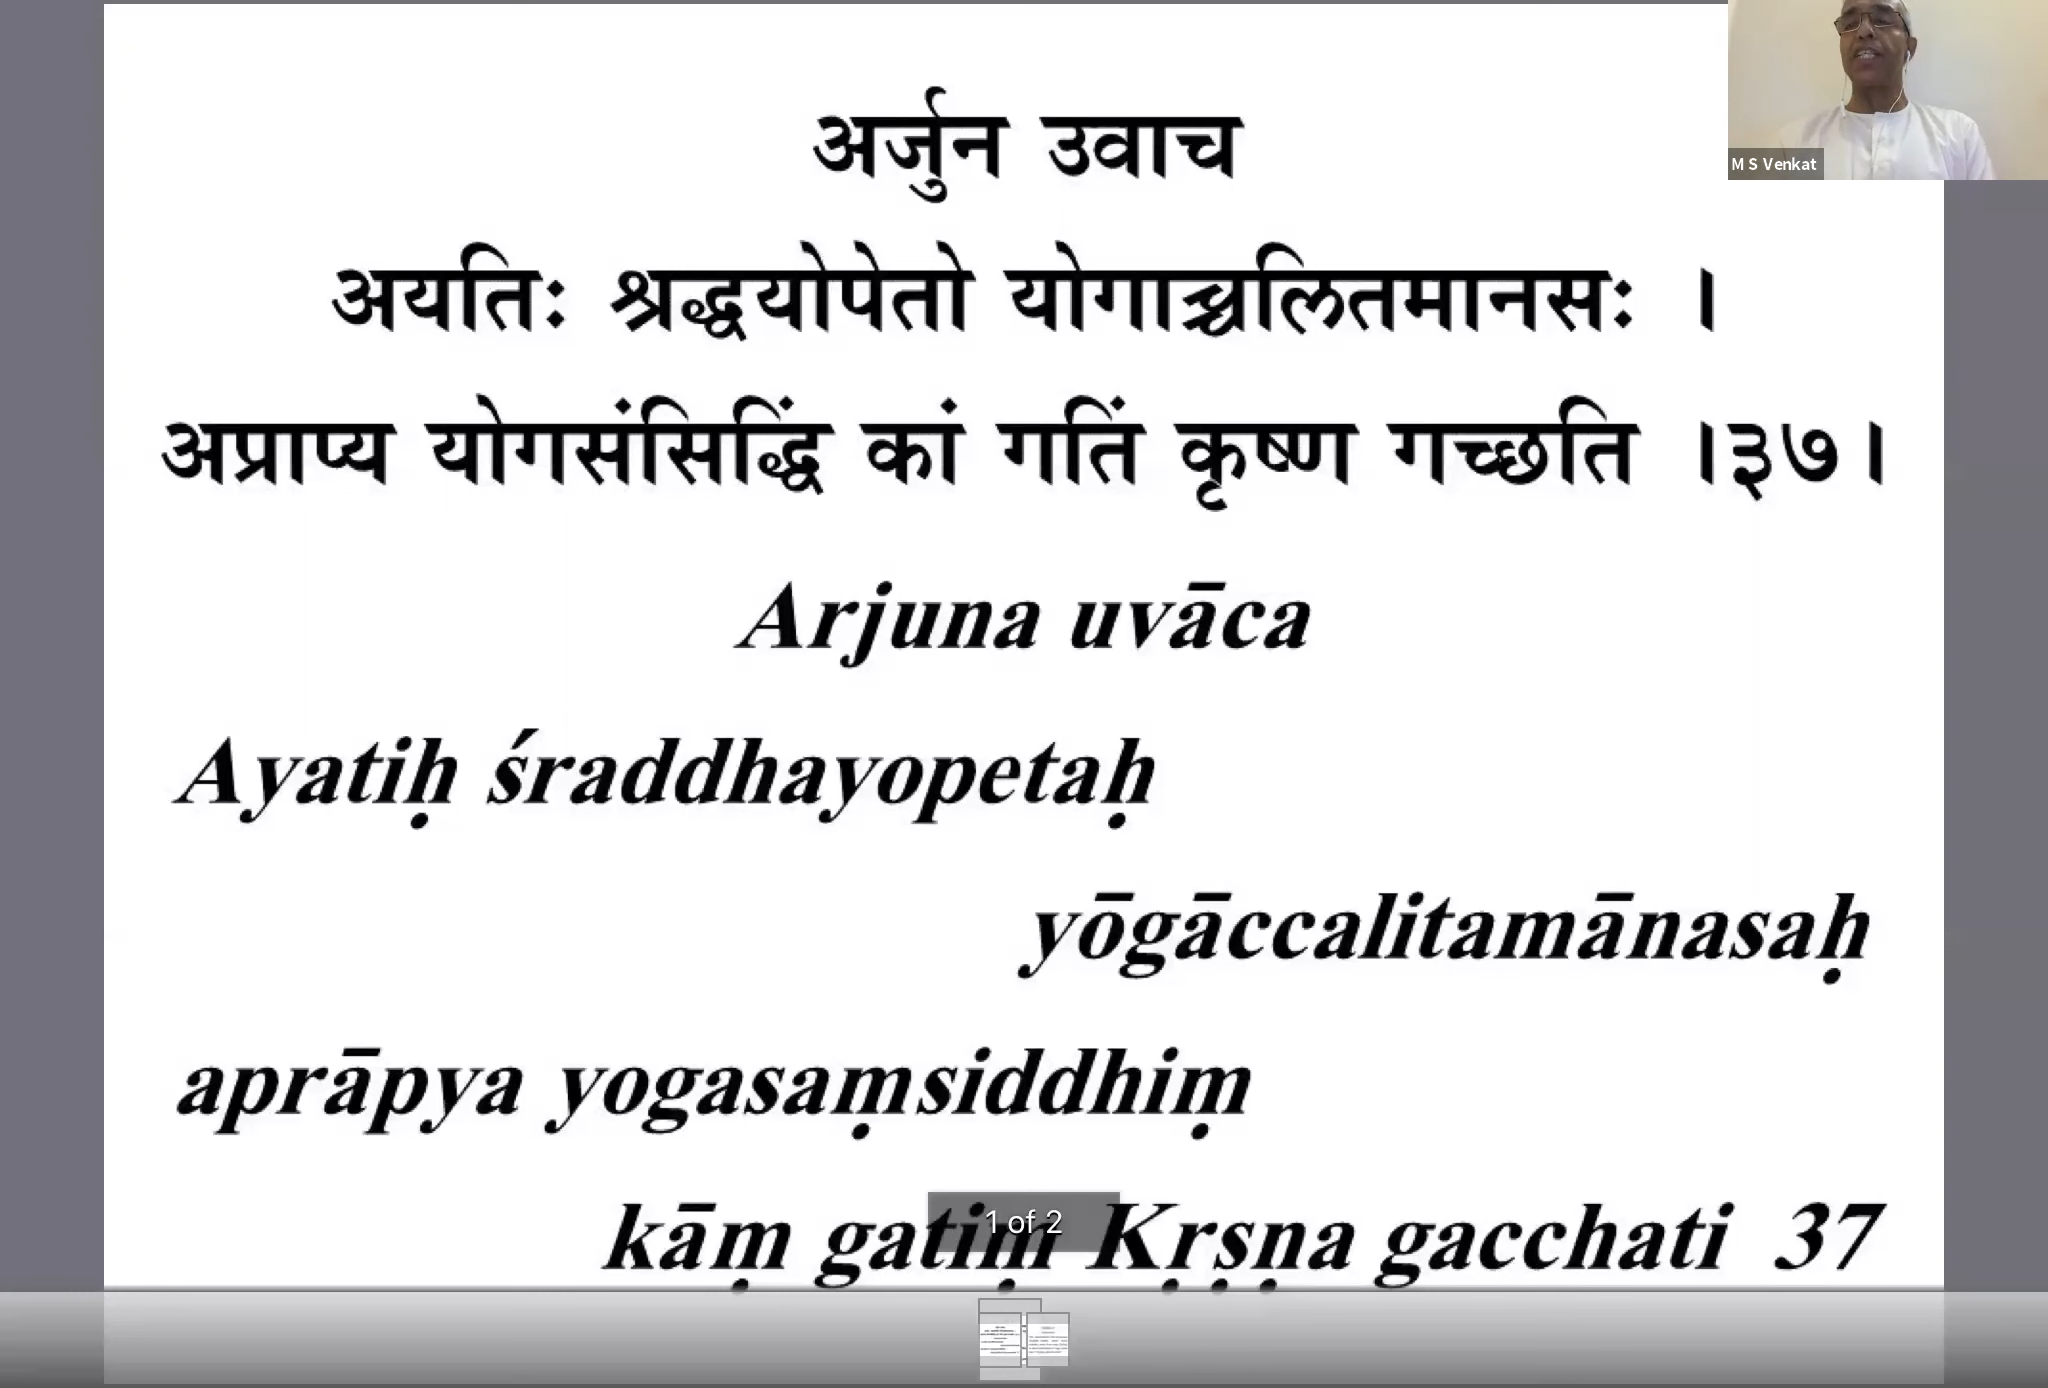 अर्जुन उवाच
अयतिः श्रद्धयोपेतो योगाच्चलितमानसः ।
अप्राप्य योगसंसिद्धिं कां गतिं कृष्ण गच्छति ।३७।
Arjuna uvāca
Ayatiḥ śraddhayopetaḥ
yōgāccalitamānasaḥ
aprāpya yogasaṃsiddhiṃ
kāṃ gatiṃ Kṛṣṇa gacchati 37
1 of 2
M S Venkat